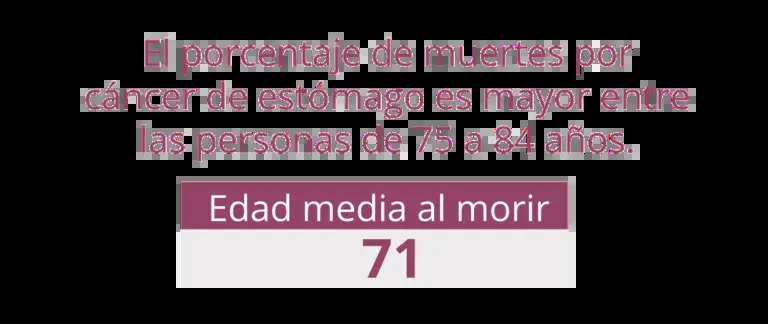 El porcentaje de muertes por
cáncer de estómago es mayor entre
las personas de 75 a 84 años.
Edad media al morir
71